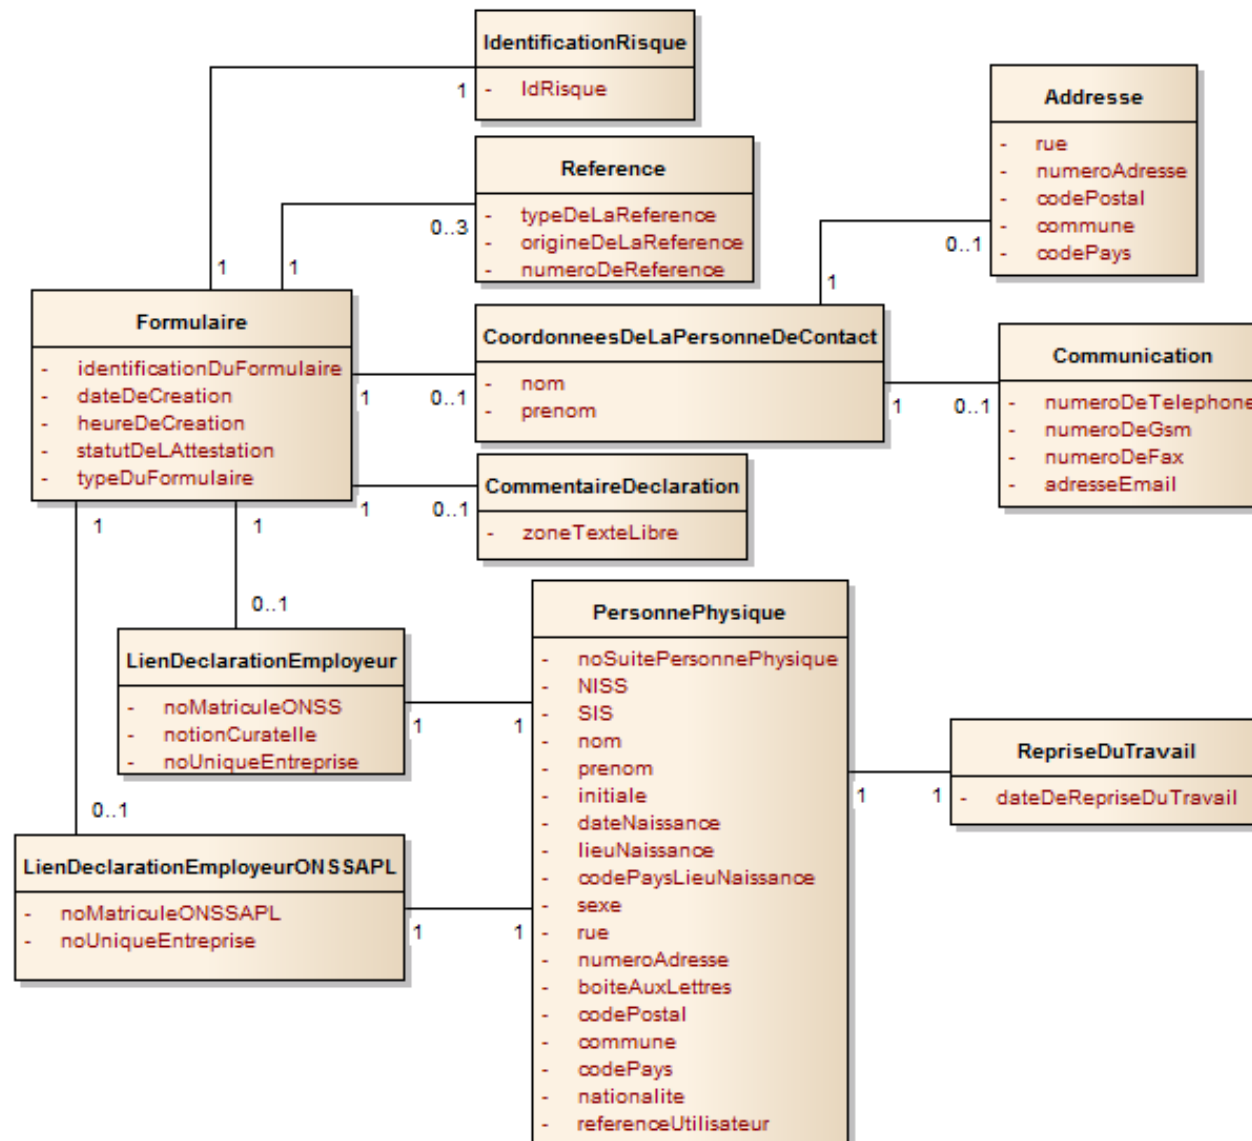 IdentificationRisque
- IdRisque
1
Addresse
- rue
- numeroAdresse
- codePostal
- commune
- codePays
0..1
1
Reference
- typeDeLaReference
- origineDeLaReference
- numeroDeReference
0..3
1
1
Formulaire
- identificationDuFormulaire
- dateDeCreation
- heureDeCreation
- statutDeLAttestation
- typeDuFormulaire
CoordonneesDeLaPersonneDeContact
- nom
- prenom
1
0..1
1
0..1
Communication
- numeroDeTelephone
- numeroDeGsm
- numeroDeFax
- adresseEmail
CommentaireDeclaration
- zoneTexteLibre
1
0..1
1
1
0..1
LienDeclarationEmployeur
- noMatriculeONSS
- notionCuratelle
- noUniqueEntreprise
1
1
0..1
LienDeclarationEmployeurONSSAPL
- noMatriculeONSSAPL
- noUniqueEntreprise
1
1
PersonnePhysique
- noSuitePersonnePhysique
- NISS
- SIS
- nom
- prenom
- initiale
- dateNaissance
- lieuNaissance
- codePaysLieuNaissance
- sexe
- rue
- numeroAdresse
- boiteAuxLettres
- codePostal
- commune
- codePays
- nationalite
- referenceUtilisateur
1
1
RepriseDuTravail
- dateDeRepriseDuTravail